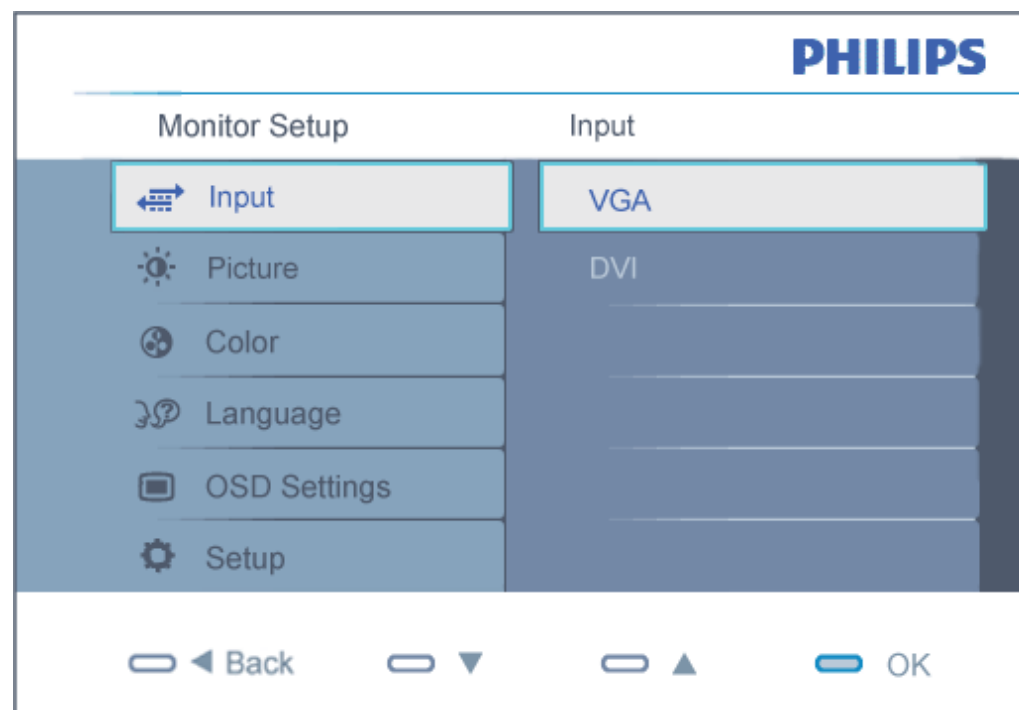 PHILIPS
Monitor Setup Input
Input VGA
Picture DVI
Color
Language
OSD Settings
Setup
Back OK